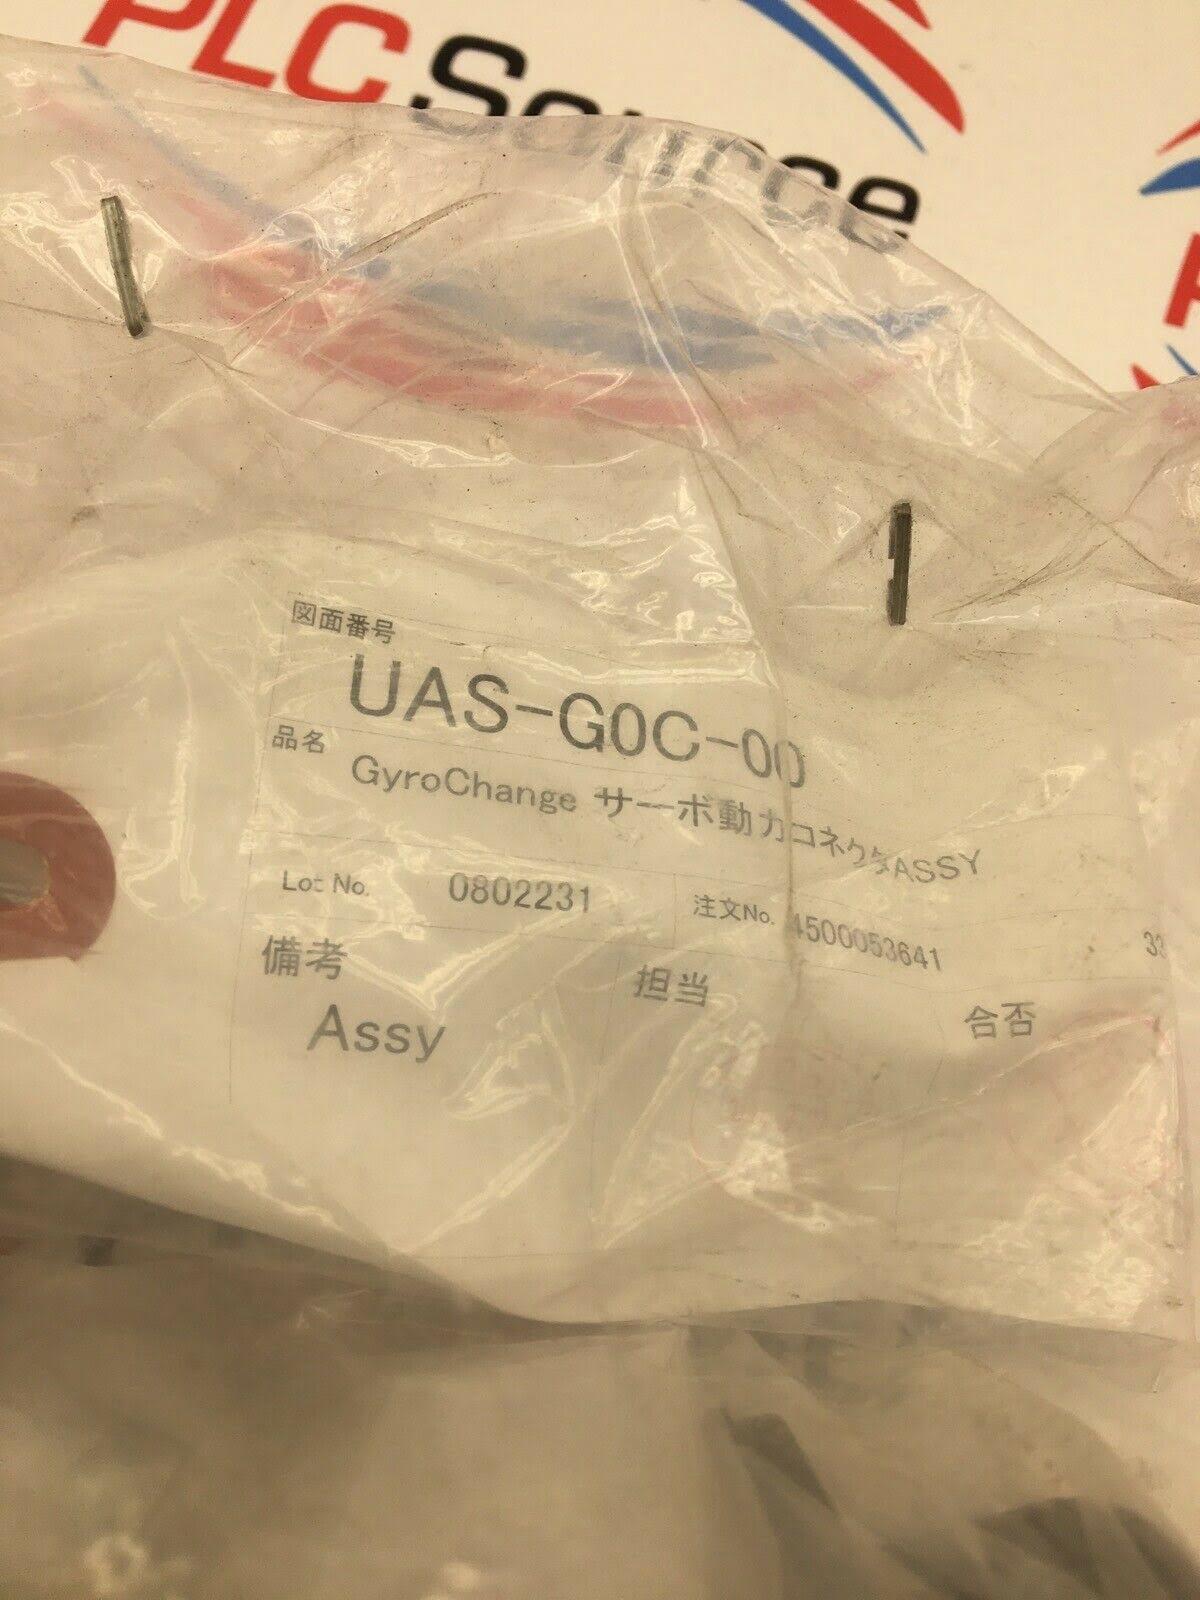 PLC Source
図面番号
UAS-G0C-00
品名
GyroChange サーボ動力コネクタASSY
Lot No. 0802231 注文No. 4500053641 33
備考 担当 合否
Assy